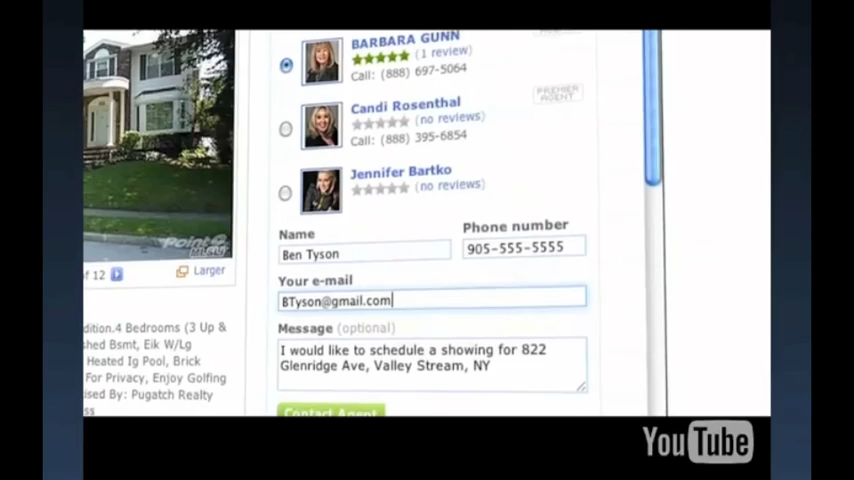 BARBARA GUNN
(1 review)
Call: (888) 697-5064
PREMIER
AGENT
Candi Rosenthal
(no reviews)
Call: (888) 395-6854
Jennifer Bartko
(no reviews)
Name
Phone number
Ben Tyson
905-555-5555
Your e-mail
BTyson@gmail.com
Message (optional)
I would like to schedule a showing for 822
Glenridge Ave, Valley Stream, NY
Contact Agent
of 12
Larger
dition.4 Bedrooms (3 Up &
shed Bsmt, Eik W/Lg
Heated Ig Pool, Brick
For Privacy, Enjoy Golfing
ised By: Pugatch Realty
ss
YouTube